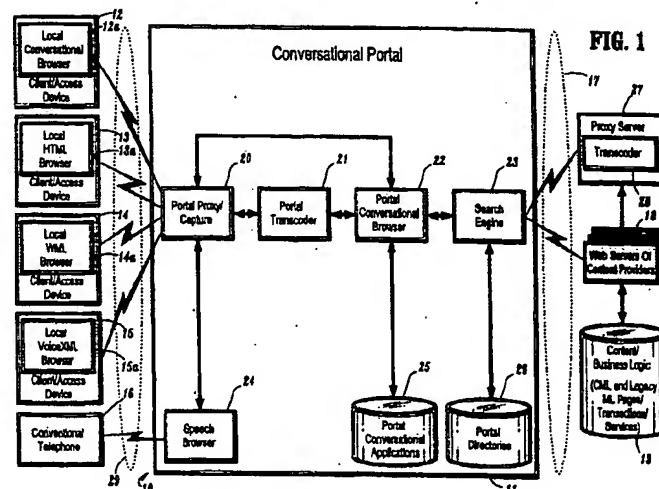 FIG. 1
Conversational Portal
12
12a
Local
Conversational
Browser
Client/Access
Device
13
13a
Local
HTML
Browser
Client/Access
Device
14
14a
Local
WML
Browser
Client/Access
Device
15
15a
Local
VoiceXML
Browser
Client/Access
Device
16
Conventional
Telephone
29
10
11
20
Portal Proxy/
Capture
21
Portal
Transcoder
22
Portal
Conversational
Browser
23
Search
Engine
24
Speech
Browser
25
Portal
Conversational
Applications
26
Portal
Directories
17
27
Proxy Server
Transcoder
28
18
Web Servers Of
Content Providers
Content/
Business Logic
(CML and Legacy
ML Pages/
Transactions/
Services)
19